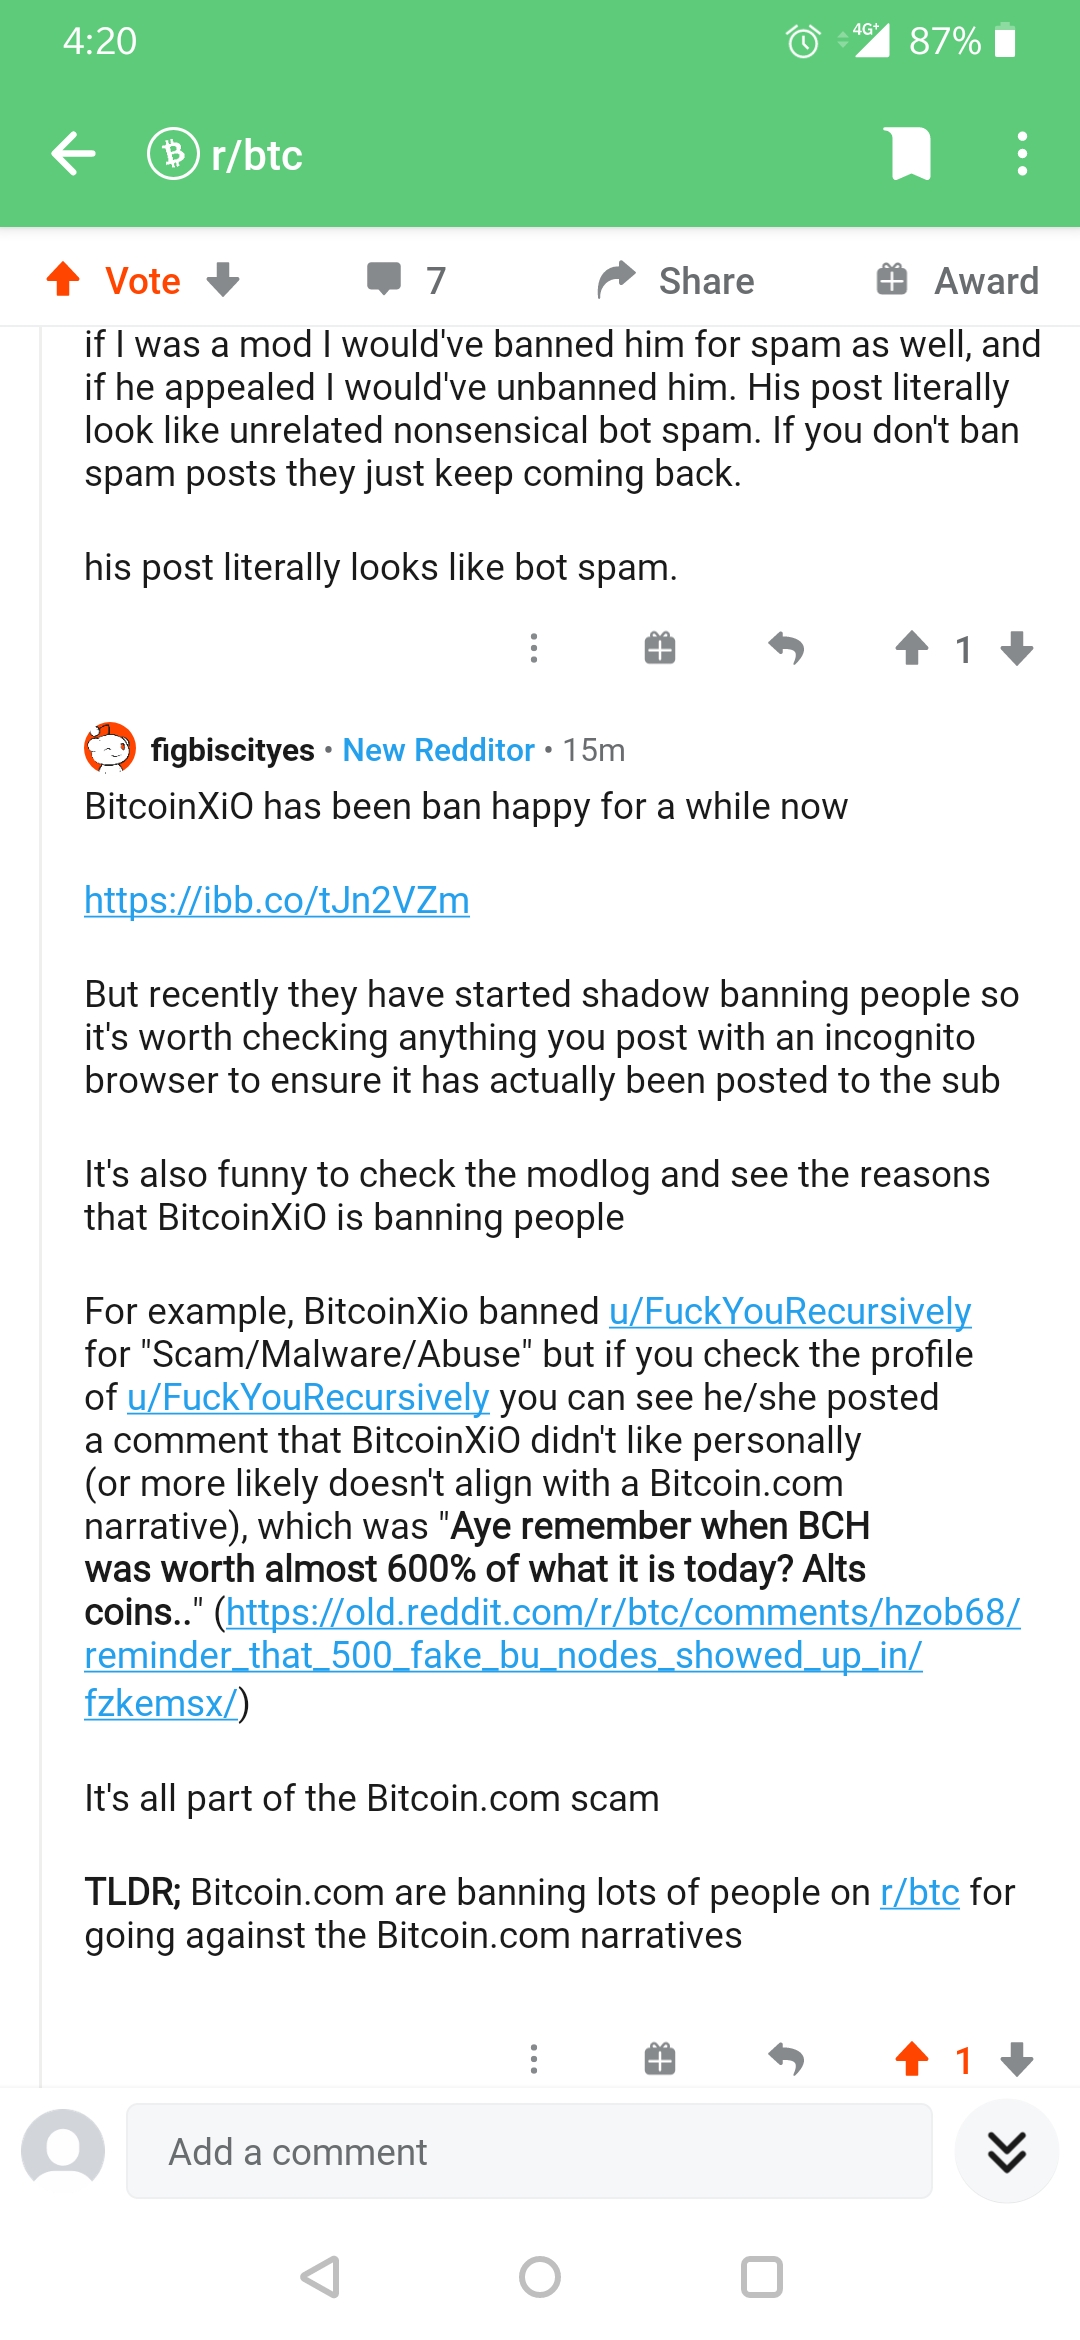 4:20
4G+ 87%
r/btc
Vote 7 Share Award
if I was a mod I would've banned him for spam as well, and
if he appealed I would've unbanned him. His post literally
look like unrelated nonsensical bot spam. If you don't ban
spam posts they just keep coming back.
his post literally looks like bot spam.
1
figbiscityes • New Redditor • 15m
BitcoinXiO has been ban happy for a while now
https://ibb.co/tJn2VZm
But recently they have started shadow banning people so
it's worth checking anything you post with an incognito
browser to ensure it has actually been posted to the sub
It's also funny to check the modlog and see the reasons
that BitcoinXiO is banning people
For example, BitcoinXio banned u/FuckYouRecursively
for "Scam/Malware/Abuse" but if you check the profile
of u/FuckYouRecursively you can see he/she posted
a comment that BitcoinXiO didn't like personally
(or more likely doesn't align with a Bitcoin.com
narrative), which was "Aye remember when BCH
was worth almost 600% of what it is today? Alts
coins.." (https://old.reddit.com/r/btc/comments/hzob68/
reminder_that_500_fake_bu_nodes_showed_up_in/
fzkemsx/)
It's all part of the Bitcoin.com scam
TLDR; Bitcoin.com are banning lots of people on r/btc for
going against the Bitcoin.com narratives
1
Add a comment